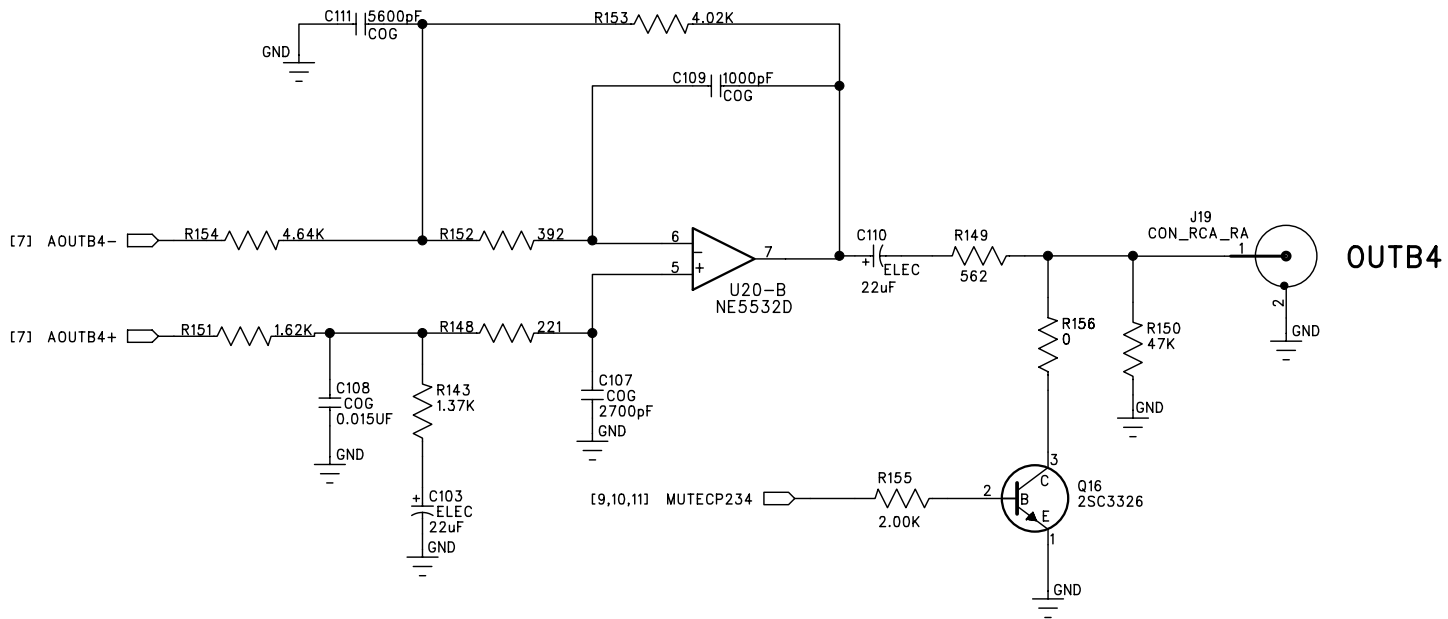 C111 5600pF
COG
GND
R153 4.02K
C109 1000pF
COG
[7] AOUTB4-
R154 4.64K
R152 392
6
5
7
U20-B
NE5532D
C110
+
ELEC
22uF
R149
562
J19
CON_RCA_RA
1
2
GND
OUTB4
[7] AOUTB4+
R151 1.62K
R148 221
C108
COG
0.015UF
GND
R143
1.37K
+ C103
ELEC
22uF
GND
C107
COG
2700pF
GND
R156
0
R150
47K
GND
[9,10,11] MUTECP234
R155
2.00K
2
3
C
B
E
1
Q16
2SC3326
GND